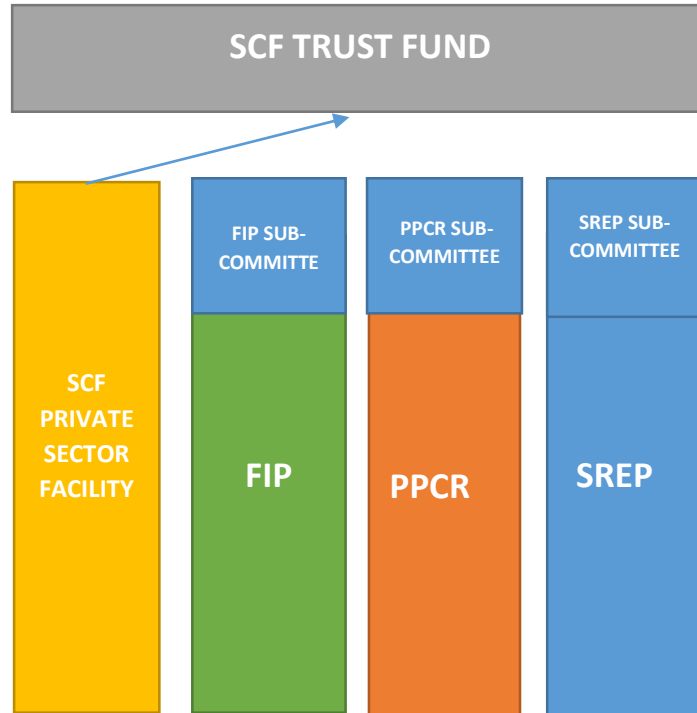 SCF TRUST FUND
FIP SUB-
COMMITTE
PPCR SUB-
COMMITTEE
SREP SUB-
COMMITTEE
SCF
PRIVATE
SECTOR
FACILITY
FIP
PPCR
SREP